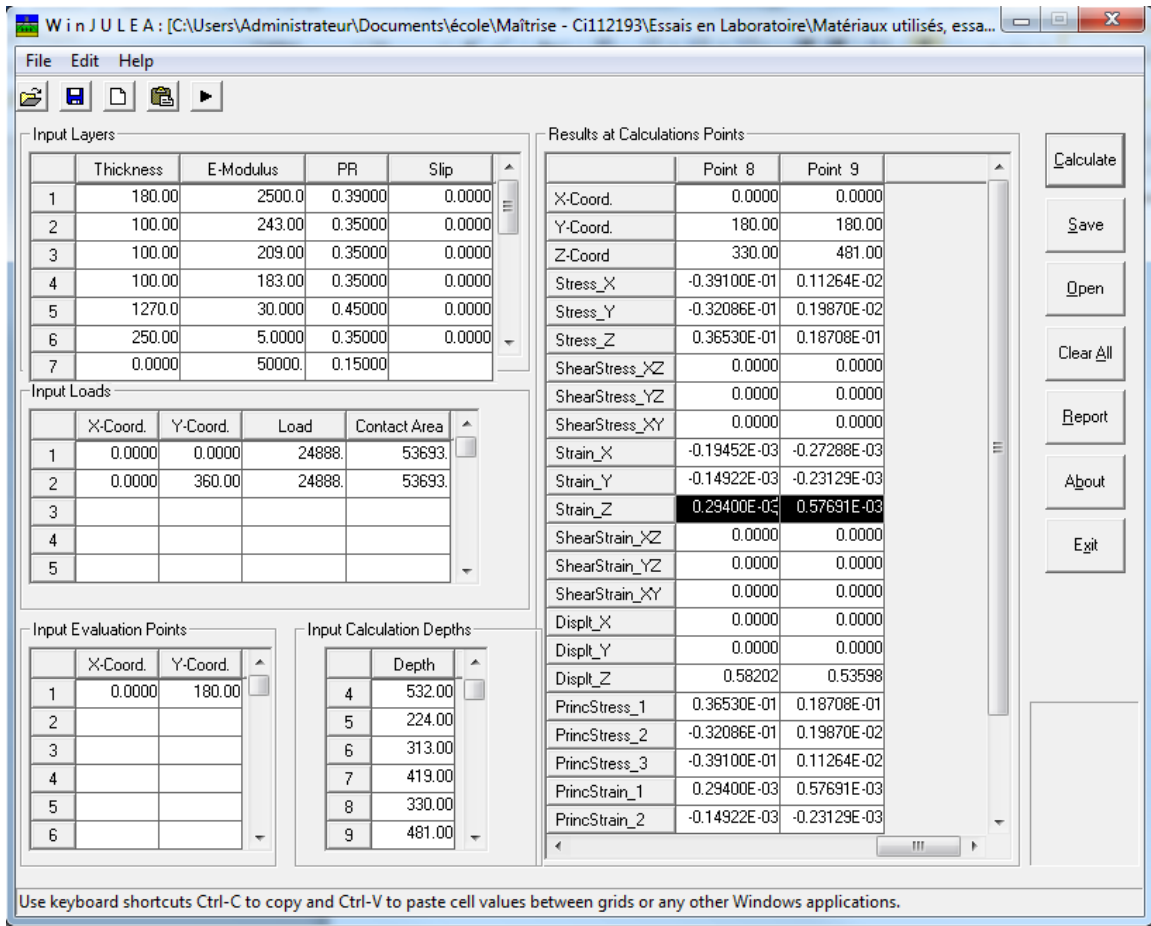 W i n J U L E A : [C:\Users\Administrateur\Documents\école\Maîtrise - Ci112193\Essais en Laboratoire\Matériaux utilisés, essa...
File Edit Help
Input Layers
Thickness E-Modulus PR Slip
1 180.00 2500.0 0.39000 0.0000
2 100.00 243.00 0.35000 0.0000
3 100.00 209.00 0.35000 0.0000
4 100.00 183.00 0.35000 0.0000
5 1270.0 30.000 0.45000 0.0000
6 250.00 5.0000 0.35000 0.0000
7 0.0000 50000. 0.15000
Input Loads
X-Coord. Y-Coord. Load Contact Area
1 0.0000 0.0000 24888. 53693.
2 0.0000 360.00 24888. 53693.
3
4
5
Input Evaluation Points
X-Coord. Y-Coord.
1 0.0000 180.00
2
3
4
5
6
Input Calculation Depths
Depth
4 532.00
5 224.00
6 313.00
7 419.00
8 330.00
9 481.00
Results at Calculations Points
Point 8 Point 9
X-Coord. 0.0000 0.0000
Y-Coord. 180.00 180.00
Z-Coord 330.00 481.00
Stress_X -0.39100E-01 0.11264E-02
Stress_Y -0.32086E-01 0.19870E-02
Stress_Z 0.36530E-01 0.18708E-01
ShearStress_XZ 0.0000 0.0000
ShearStress_YZ 0.0000 0.0000
ShearStress_XY 0.0000 0.0000
Strain_X -0.19452E-03 -0.27288E-03
Strain_Y -0.14922E-03 -0.23129E-03
Strain_Z 0.29400E-03 0.57691E-03
ShearStrain_XZ 0.0000 0.0000
ShearStrain_YZ 0.0000 0.0000
ShearStrain_XY 0.0000 0.0000
Displt_X 0.0000 0.0000
Displt_Y 0.0000 0.0000
Displt_Z 0.58202 0.53598
PrincStress_1 0.36530E-01 0.18708E-01
PrincStress_2 -0.32086E-01 0.19870E-02
PrincStress_3 -0.39100E-01 0.11264E-02
PrincStrain_1 0.29400E-03 0.57691E-03
PrincStrain_2 -0.14922E-03 -0.23129E-03
Calculate
Save
Open
Clear All
Report
About
Exit
Use keyboard shortcuts Ctrl-C to copy and Ctrl-V to paste cell values between grids or any other Windows applications.